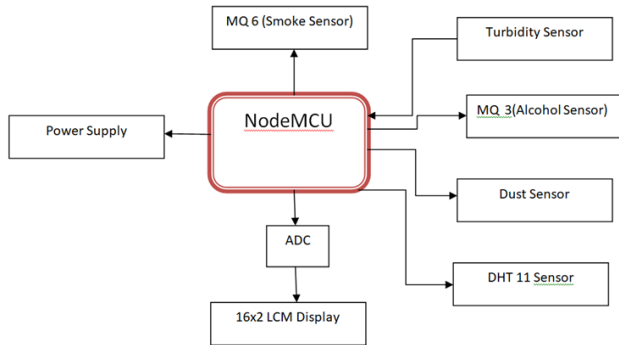 MQ 6 (Smoke Sensor)
Turbidity Sensor
NodeMCU
MQ 3(Alcohol Sensor)
Power Supply
Dust Sensor
ADC
DHT 11 Sensor
16x2 LCM Display